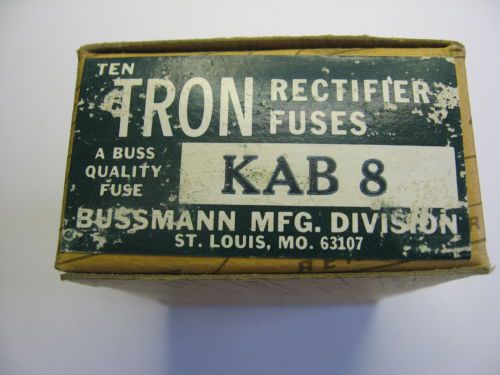 TEN
TRON RECTIFIER
FUSES
A BUSS
QUALITY
FUSE
KAB 8
BUSSMANN MFG. DIVISION
ST. LOUIS, MO. 63107